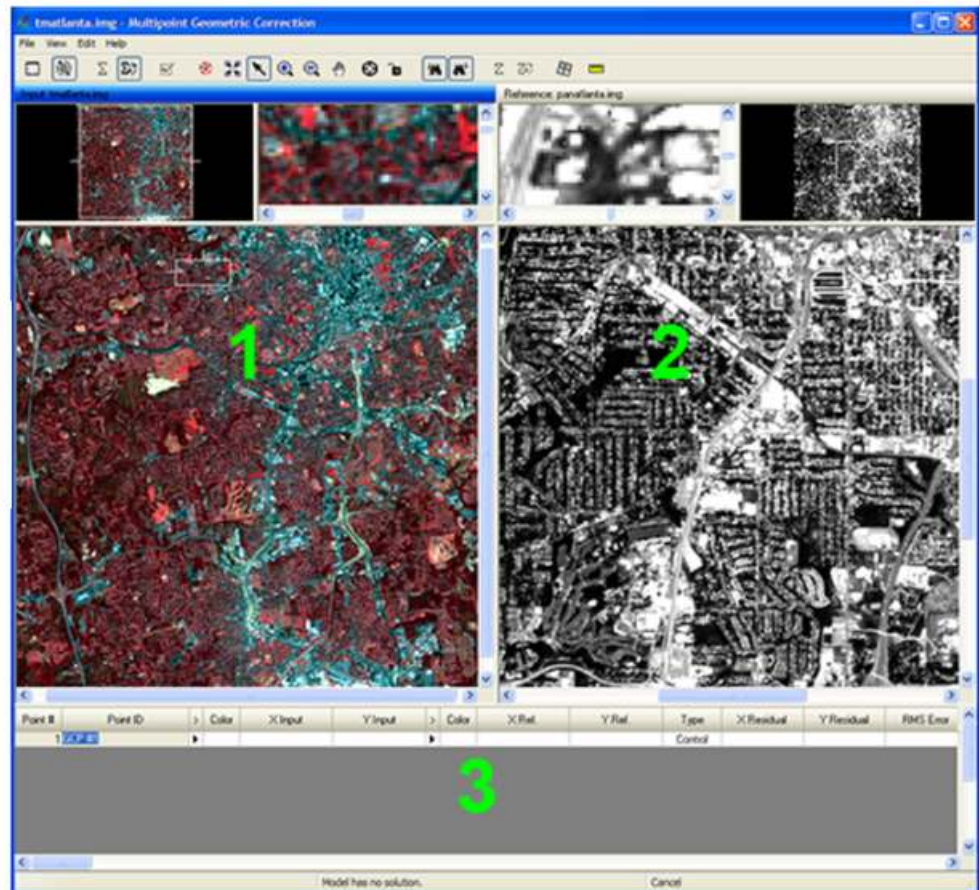 tmatlanta.img - Multipoint Geometric Correction
File View Edit Help
Input: tmatlanta.img
Reference: panatlanta.img
1
2
Point # Point ID > Color X Input Y Input > Color X Ref. Y Ref. Type X Residual Y Residual RMS Error
1 GCP #1 Control
3
Model has no solution. Cancel